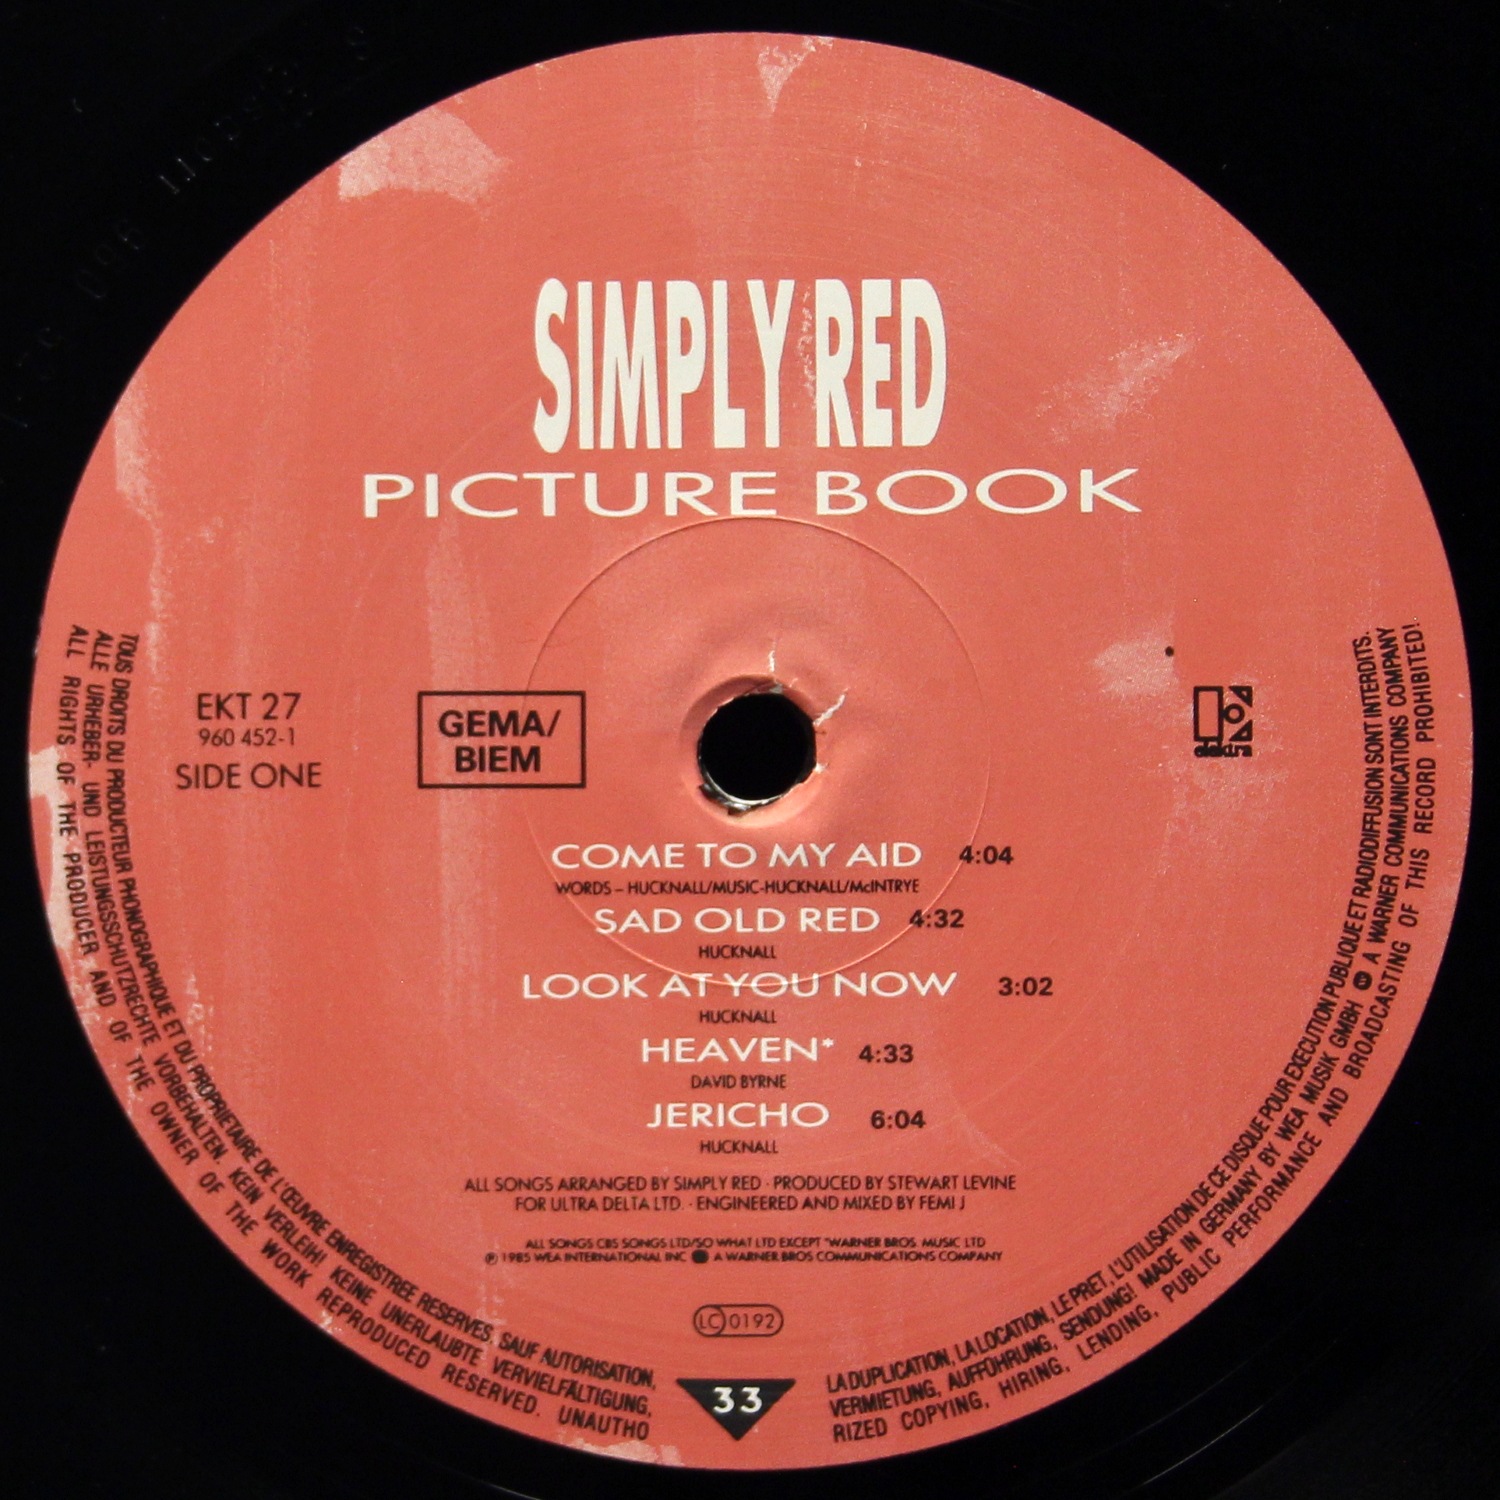 SIMPLY RED
PICTURE BOOK
EKT 27
960 452-1
SIDE ONE
GEMA/
BIEM
elektra
COME TO MY AID 4:04
WORDS – HUCKNALL/MUSIC-HUCKNALL/McINTRYE
SAD OLD RED 4:32
HUCKNALL
LOOK AT YOU NOW 3:02
HUCKNALL
HEAVEN* 4:33
DAVID BYRNE
JERICHO 6:04
HUCKNALL
ALL SONGS ARRANGED BY SIMPLY RED · PRODUCED BY STEWART LEVINE
FOR ULTRA DELTA LTD. · ENGINEERED AND MIXED BY FEMI J
ALL SONGS CBS SONGS LTD/SO WHAT LTD EXCEPT *WARNER BROS. MUSIC LTD
℗ 1985 WEA INTERNATIONAL INC A WARNER BROS COMMUNICATIONS COMPANY
LC 0192
33
TOUS DROITS DU PRODUCTEUR PHONOGRAPHIQUE ET DU PROPRIETAIRE DE L'ŒUVRE ENREGISTREE RESERVES. SAUF AUTORISATION, LA DUPLICATION, LA LOCATION, LE PRET, L'UTILISATION DE CE DISQUE POUR EXECUTION PUBLIQUE ET RADIODIFFUSION SONT INTERDITS.
ALLE URHEBER- UND LEISTUNGSSCHUTZRECHTE VORBEHALTEN. KEIN VERLEIH! KEINE UNERLAUBTE VERVIELFÄLTIGUNG, VERMIETUNG, AUFFÜHRUNG, SENDUNG! MADE IN GERMANY BY WEA MUSIK GMBH A WARNER COMMUNICATIONS COMPANY
ALL RIGHTS OF THE PRODUCER AND OF THE OWNER OF THE WORK REPRODUCED RESERVED. UNAUTHORIZED COPYING, HIRING, LENDING, PUBLIC PERFORMANCE AND BROADCASTING OF THIS RECORD PROHIBITED!